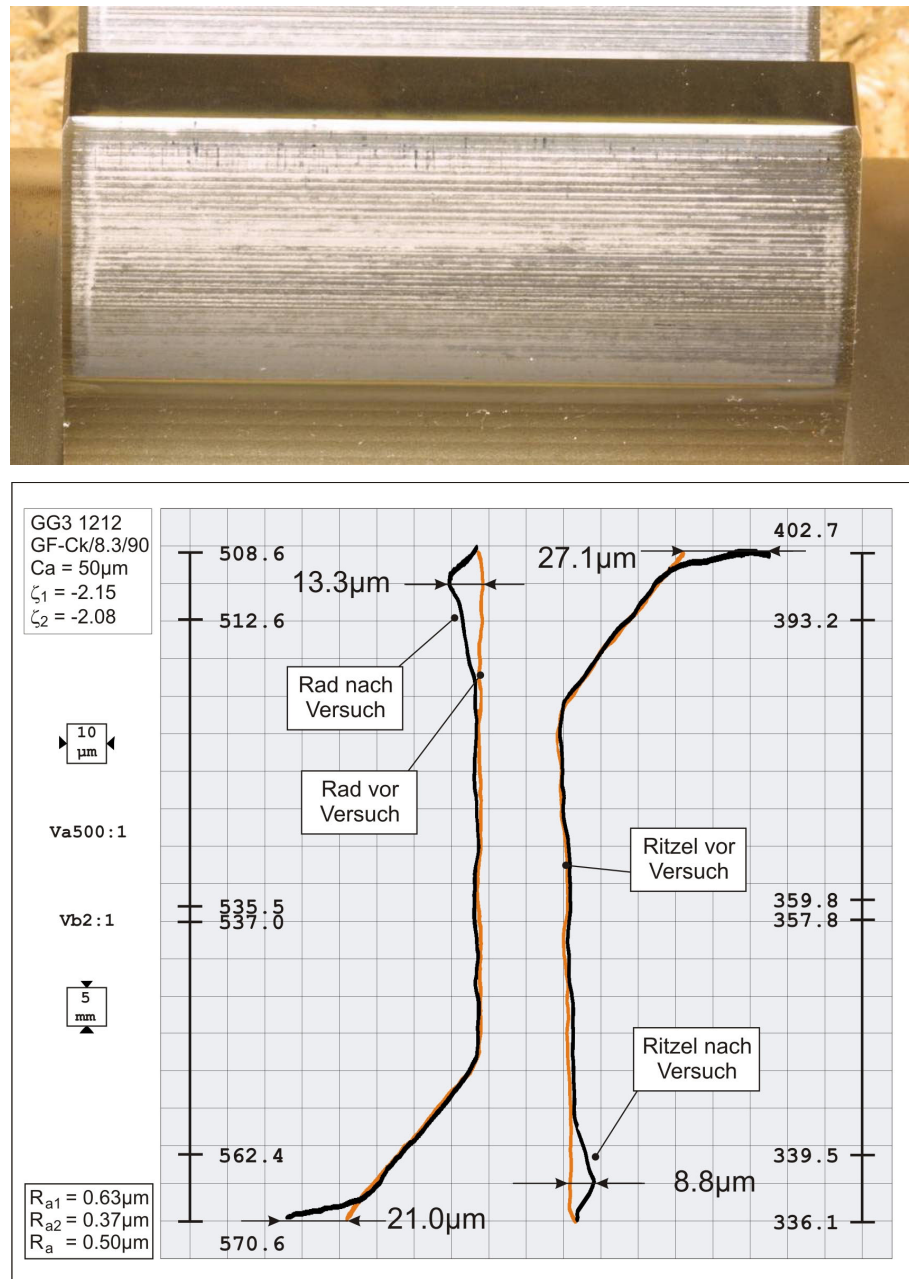 GG3 1212
GF-Ck/8.3/90
Ca = 50µm
ζ1 = -2.15
ζ2 = -2.08
508.6
402.7
13.3µm
27.1µm
512.6
393.2
Rad nach
Versuch
10
µm
Rad vor
Versuch
Va500:1
Ritzel vor
Versuch
535.5
359.8
Vb2:1
537.0
357.8
5
mm
Ritzel nach
Versuch
562.4
339.5
8.8µm
Ra1 = 0.63µm
Ra2 = 0.37µm
Ra = 0.50µm
21.0µm
336.1
570.6